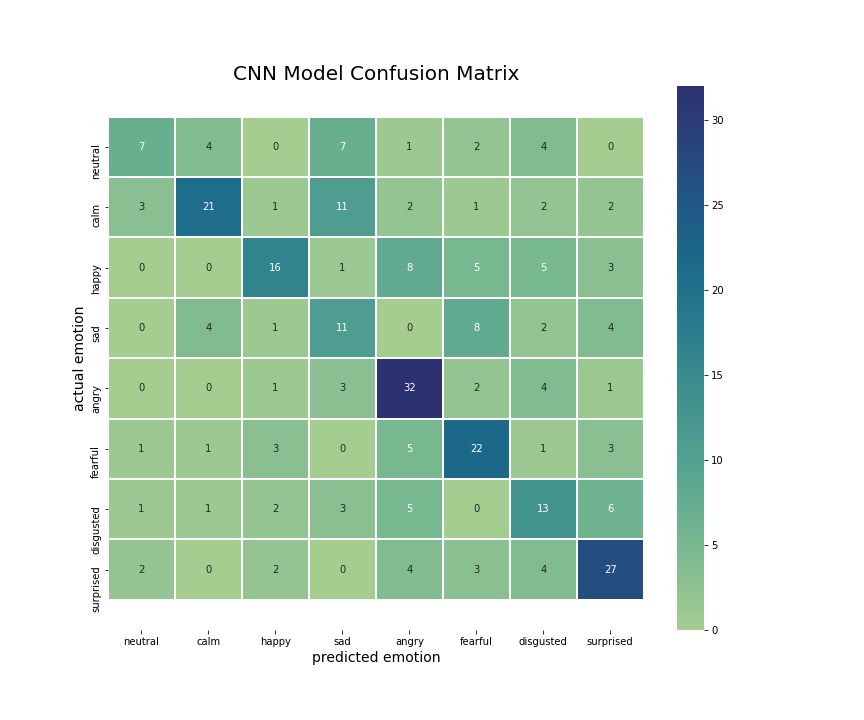 CNN Model Confusion Matrix
neutral 7 4 0 7 1 2 4 0
calm 3 21 1 11 2 1 2 2
happy 0 0 16 1 8 5 5 3
sad 0 4 1 11 0 8 2 4
angry 0 0 1 3 32 2 4 1
fearful 1 1 3 0 5 22 1 3
disgusted 1 1 2 3 5 0 13 6
surprised 2 0 2 0 4 3 4 27
neutral calm happy sad angry fearful disgusted surprised
predicted emotion
actual emotion
30
25
20
15
10
5
0